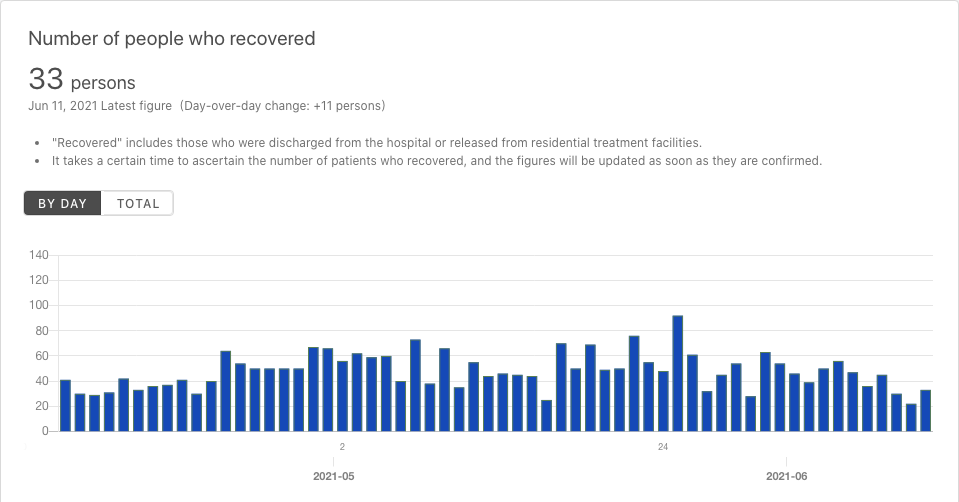 Number of people who recovered
33 persons
Jun 11, 2021 Latest figure (Day-over-day change: +11 persons)
• "Recovered" includes those who were discharged from the hospital or released from residential treatment facilities.
• It takes a certain time to ascertain the number of patients who recovered, and the figures will be updated as soon as they are confirmed.
BY DAY TOTAL
140
120
100
80
60
40
20
0
2 24
2021-05 2021-06